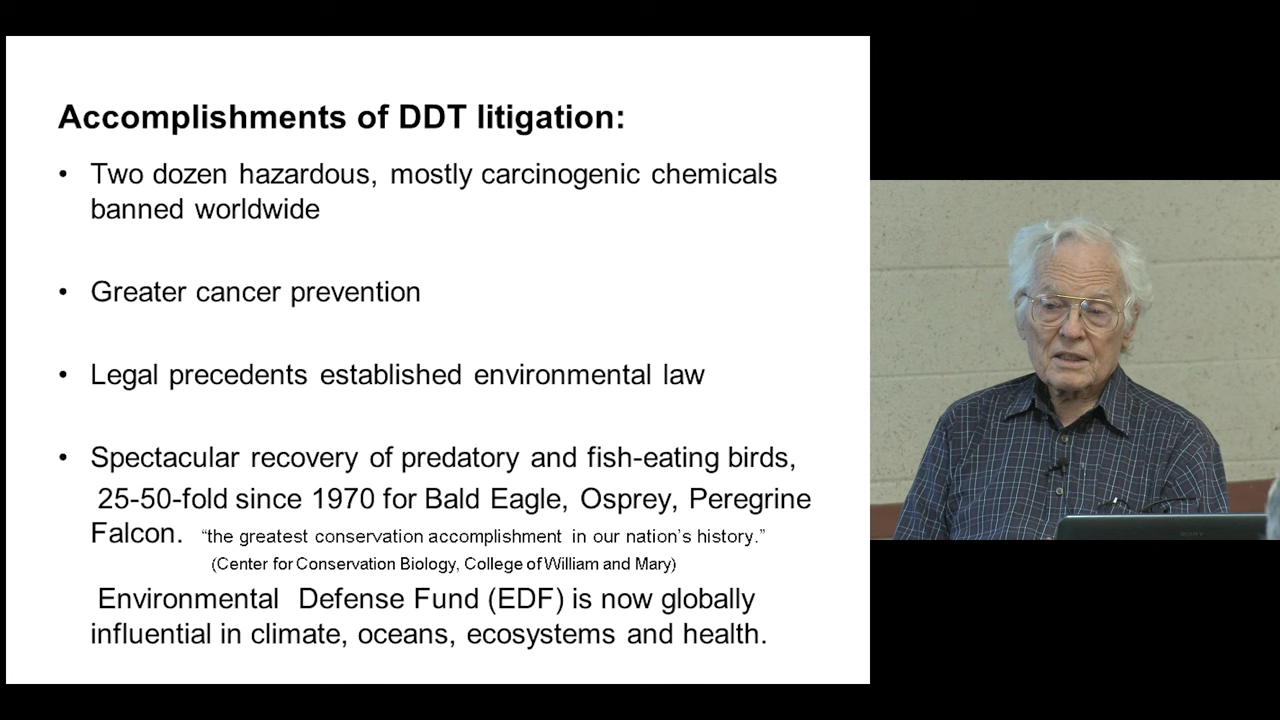 Accomplishments of DDT litigation:
• Two dozen hazardous, mostly carcinogenic chemicals
banned worldwide
• Greater cancer prevention
• Legal precedents established environmental law
• Spectacular recovery of predatory and fish-eating birds,
25-50-fold since 1970 for Bald Eagle, Osprey, Peregrine
Falcon. “the greatest conservation accomplishment in our nation’s history.”
(Center for Conservation Biology, College of William and Mary)
Environmental Defense Fund (EDF) is now globally
influential in climate, oceans, ecosystems and health.
SONY